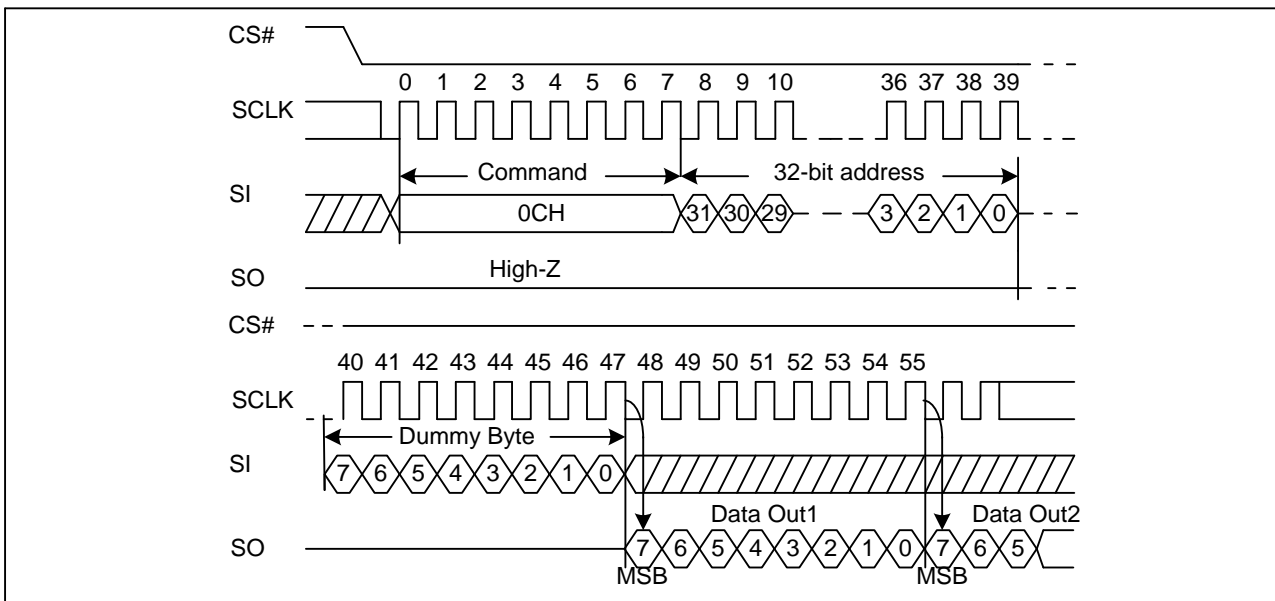 CS#
0 1 2 3 4 5 6 7 8 9 10 36 37 38 39
SCLK
Command 32-bit address
SI
0CH 31 30 29 3 2 1 0
High-Z
SO
CS#
40 41 42 43 44 45 46 47 48 49 50 51 52 53 54 55
SCLK
Dummy Byte
SI
7 6 5 4 3 2 1 0
Data Out1 Data Out2
SO
7 6 5 4 3 2 1 0 7 6 5
MSB MSB